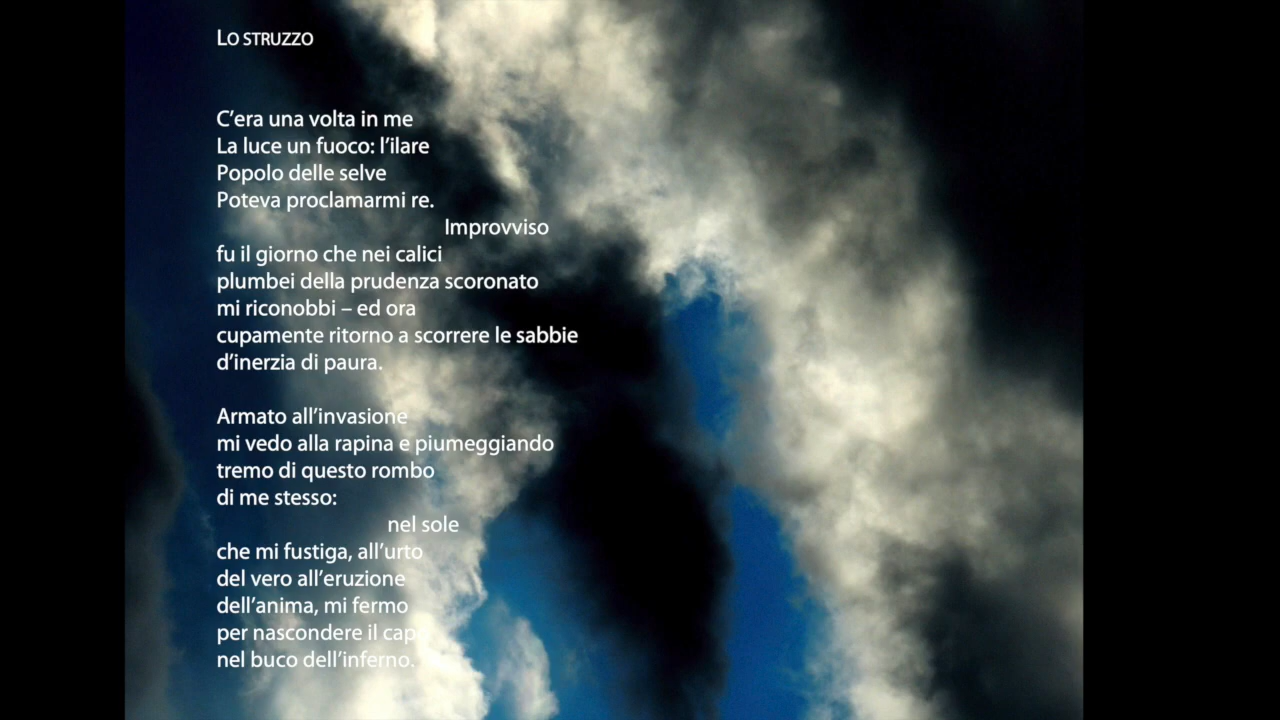 LO STRUZZO
C'era una volta in me
La luce un fuoco: l'ilare
Popolo delle selve
Poteva proclamarmi re.
Improvviso
fu il giorno che nei calici
plumbei della prudenza scoronato
mi riconobbi – ed ora
cupamente ritorno a scorrere le sabbie
d'inerzia di paura.
Armato all'invasione
mi vedo alla rapina e piumeggiando
tremo di questo rombo
di me stesso:
nel sole
che mi fustiga, all'urto
del vero all'eruzione
dell'anima, mi fermo
per nascondere il capo
nel buco dell'inferno.